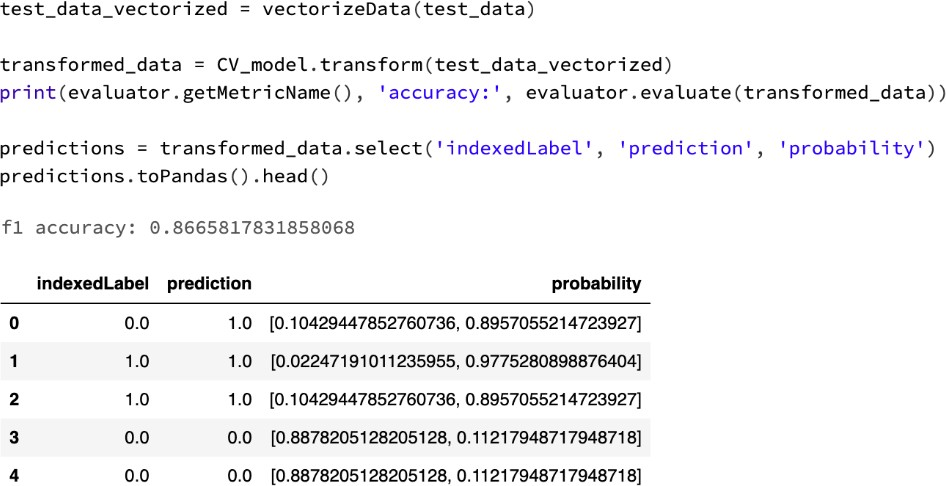 test_data_vectorized = vectorizeData(test_data)
transformed_data = CV_model.transform(test_data_vectorized)
print(evaluator.getMetricName(), 'accuracy:', evaluator.evaluate(transformed_data))
predictions = transformed_data.select('indexedLabel', 'prediction', 'probability')
predictions.toPandas().head()
f1 accuracy: 0.8665817831858068
indexedLabel prediction probability
0 0.0 1.0 [0.10429447852760736, 0.8957055214723927]
1 1.0 1.0 [0.02247191011235955, 0.9775280898876404]
2 1.0 1.0 [0.10429447852760736, 0.8957055214723927]
3 0.0 0.0 [0.8878205128205128, 0.11217948717948718]
4 0.0 0.0 [0.8878205128205128, 0.11217948717948718]